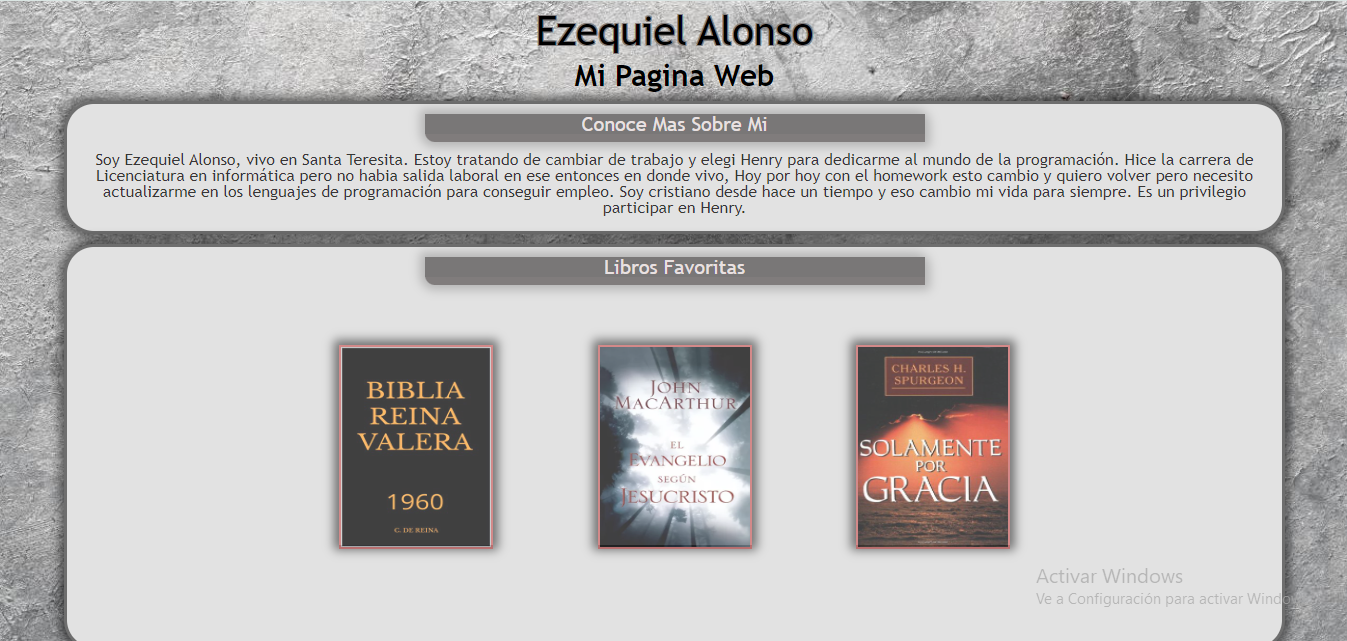 Ezequiel Alonso
Mi Pagina Web
Conoce Mas Sobre Mi
Soy Ezequiel Alonso, vivo en Santa Teresita. Estoy tratando de cambiar de trabajo y elegi Henry para dedicarme al mundo de la programación. Hice la carrera de
Licenciatura en informática pero no habia salida laboral en ese entonces en donde vivo, Hoy por hoy con el homework esto cambio y quiero volver pero necesito
actualizarme en los lenguajes de programación para conseguir empleo. Soy cristiano desde hace un tiempo y eso cambio mi vida para siempre. Es un privilegio
participar en Henry.
Libros Favoritas
BIBLIA
REINA
VALERA
1960
C. DE REINA
JOHN
MACARTHUR
EL
EVANGELIO
SEGÚN
JESUCRISTO
CHARLES H.
SPURGEON
SOLAMENTE
POR
GRACIA
Activar Windows
Ve a Configuración para activar Windows